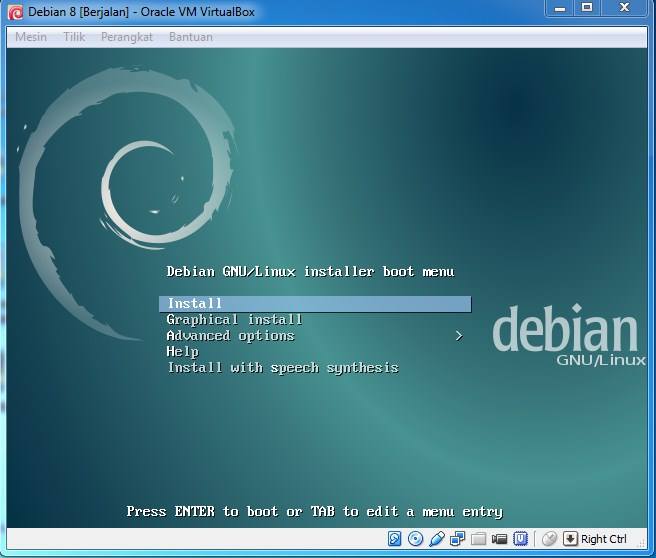 Debian 8 [Berjalan] - Oracle VM VirtualBox
Mesin Tilik Perangkat Bantuan
Debian GNU/Linux installer boot menu
Install
Graphical install
Advanced options >
Help
Install with speech synthesis
debian
GNU/Linux
Press ENTER to boot or TAB to edit a menu entry
Right Ctrl